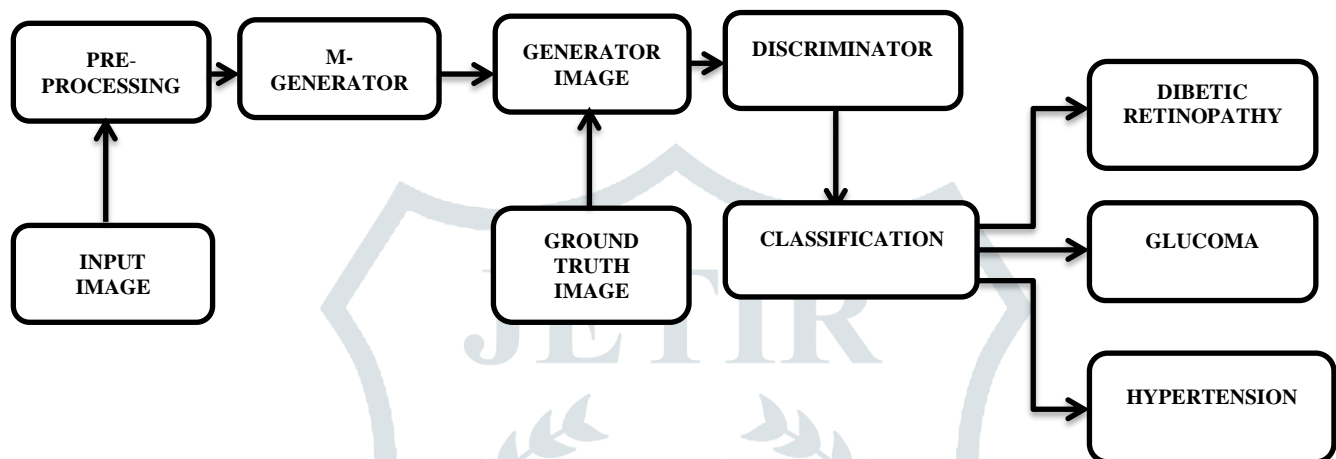 PRE-
PROCESSING
M-
GENERATOR
GENERATOR
IMAGE
DISCRIMINATOR
DIBETIC
RETINOPATHY
INPUT
IMAGE
GROUND
TRUTH
IMAGE
CLASSIFICATION
GLUCOMA
HYPERTENSION
JETIR